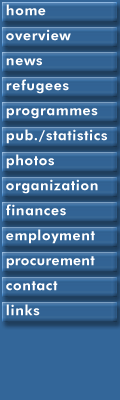 home
overview
news
refugees
programmes
pub./statistics
photos
organization
finances
employment
procurement
contact
links